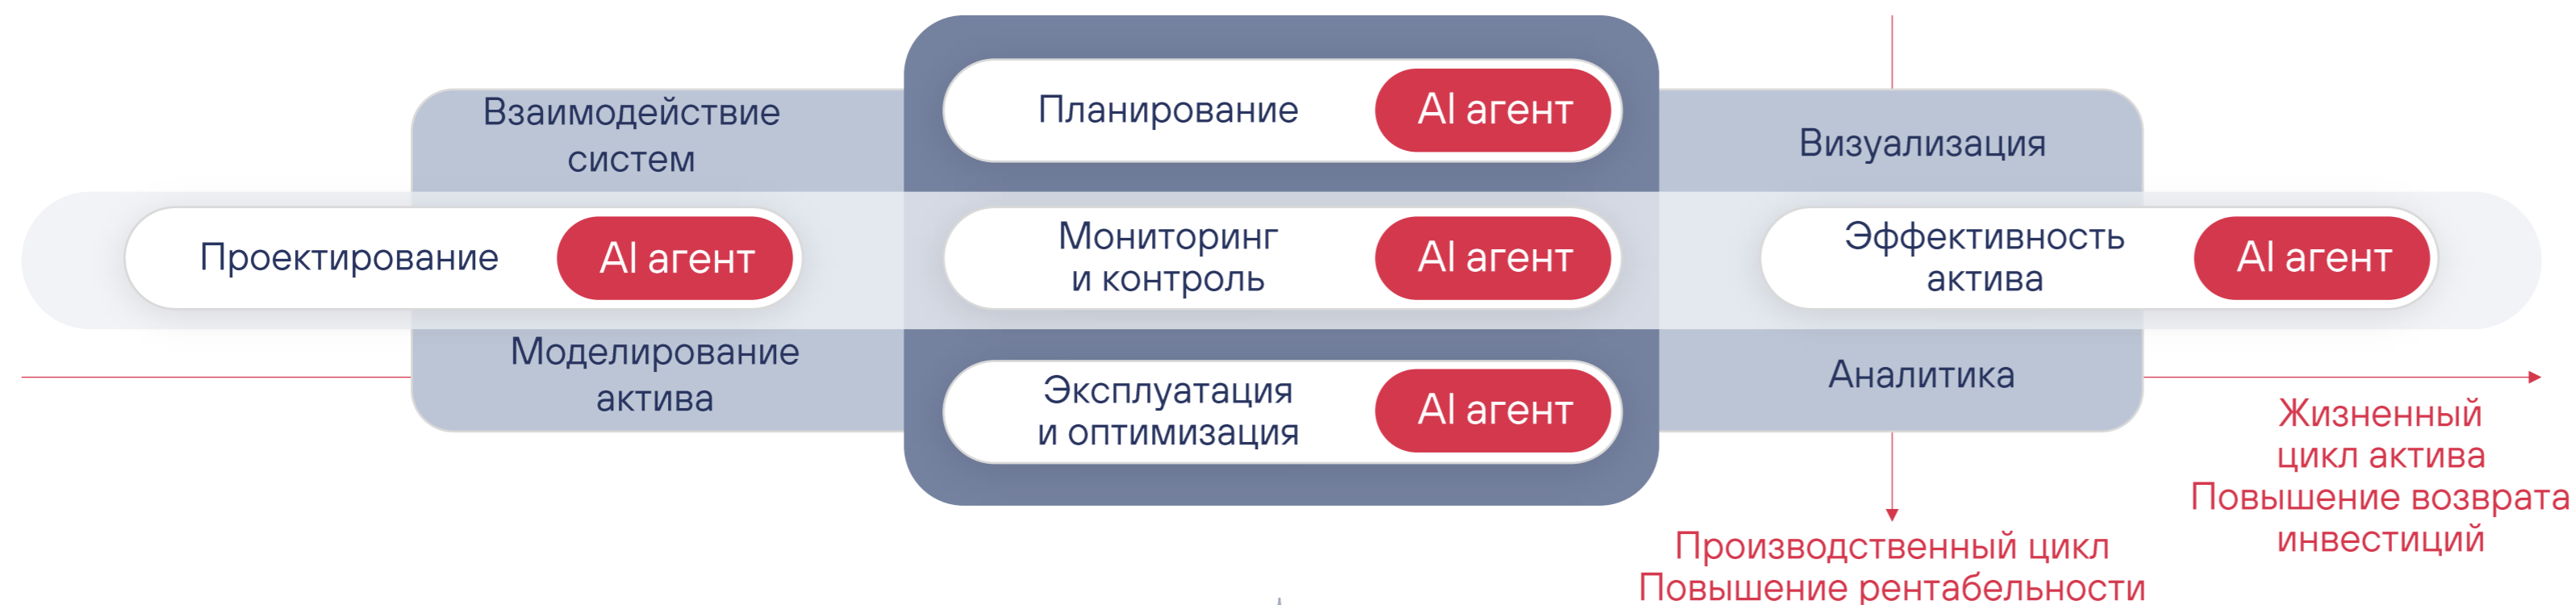 Взаимодействие
систем
Планирование
AI агент
Визуализация
Проектирование
AI агент
Мониторинг
и контроль
AI агент
Эффективность
актива
AI агент
Моделирование
актива
Эксплуатация
и оптимизация
AI агент
Аналитика
Жизненный
цикл актива
Повышение возврата
инвестиций
Производственный цикл
Повышение рентабельности